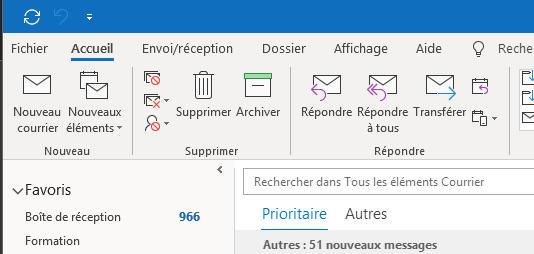 Fichier Accueil Envoi/réception Dossier Affichage Aide Reche
Nouveau courrier
Nouveaux éléments
Supprimer
Archiver
Répondre
Répondre à tous
Transférer
Nouveau Supprimer Répondre
Favoris
Rechercher dans Tous les éléments Courrier
Boîte de réception 966
Prioritaire Autres
Formation
Autres : 51 nouveaux messages